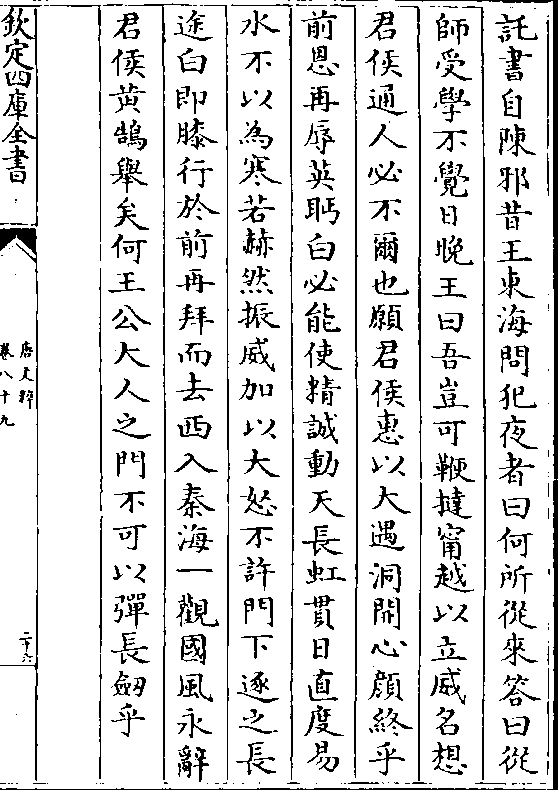 託書自陳邪昔王東海問犯夜者曰何所從來答曰從
師受學不覺日晚王曰吾豈可鞭撻甯越以立威名想
君侯通人必不爾也願君侯惠以大遇洞開心顔終乎
前恩再辱英眄白必能使精誠動天長虹貫日直度易
水不以為寒若赫然振威加以大怒不許門下逐之長
途白即膝行於前再拜而去西入秦海一觀國風永辭
君侯黄鵠舉矣何王公大人之門不可以彈長劒乎
欽定四庫全書
唐文粹
卷八十九
二十六